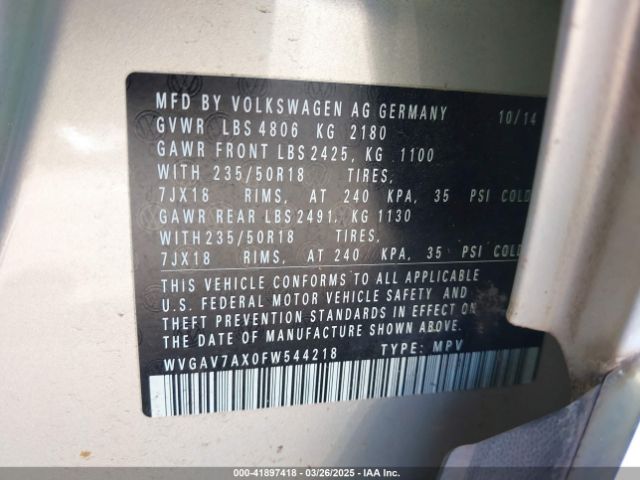 MFD BY VOLKSWAGEN AG GERMANY 10/14
GVWR LBS 4806 KG 2180
GAWR FRONT LBS 2425, KG 1100
WITH 235/50R18 TIRES,
7JX18 RIMS, AT 240 KPA, 35 PSI COLD
GAWR REAR LBS 2491, KG 1130
WITH 235/50R18 TIRES,
7JX18 RIMS, AT 240 KPA, 35 PSI COLD
THIS VEHICLE CONFORMS TO ALL APPLICABLE
U.S. FEDERAL MOTOR VEHICLE SAFETY AND
THEFT PREVENTION STANDARDS IN EFFECT ON
THE DATE OF MANUFACTURE SHOWN ABOVE.
WVGAV7AX0FW544218 TYPE: MPV
000-41897418 | 03/26/2025 | IAA Inc.